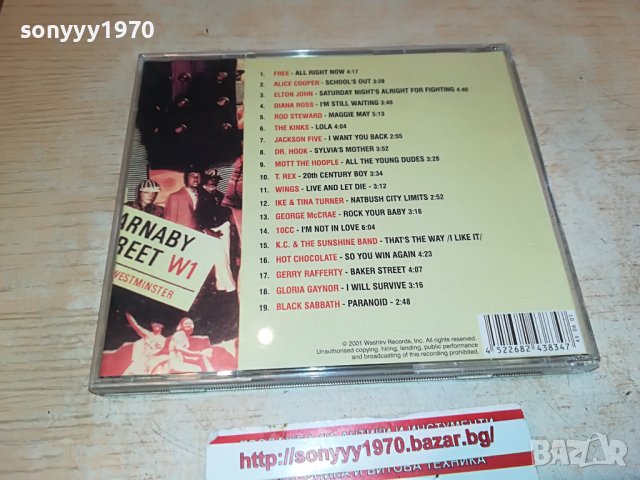 sonyyy1970
1. FREE - ALL RIGHT NOW 4:17
2. ALICE COOPER - SCHOOL'S OUT 3:28
3. ELTON JOHN - SATURDAY NIGHT'S ALRIGHT FOR FIGHTING 4:45
4. DIANA ROSS - I'M STILL WAITING 3:40
5. ROD STEWARD - MAGGIE MAY 5:13
6. THE KINKS - LOLA 4:04
7. JACKSON FIVE - I WANT YOU BACK 2:55
8. DR. HOOK - SYLVIA'S MOTHER 3:52
9. MOTT THE HOOPLE - ALL THE YOUNG DUDES 3:28
10. T. REX - 20th CENTURY BOY 3:34
11. WINGS - LIVE AND LET DIE - 3:12
12. IKE & TINA TURNER - NATBUSH CITY LIMITS 2:52
13. GEORGE McCRAE - ROCK YOUR BABY 3:16
14. 10CC - I'M NOT IN LOVE 6:04
15. K.C. & THE SUNSHINE BAND - THAT'S THE WAY /I LIKE IT/
16. HOT CHOCOLATE - SO YOU WIN AGAIN 4:23
17. GERRY RAFFERTY - BAKER STREET 4:07
18. GLORIA GAYNOR - I WILL SURVIVE 3:16
19. BLACK SABBATH - PARANOID - 2:48
ARNABY
REET W1
WESTMINSTER
© 2001 Washirv Records, Inc. All rights reserved.
Unauthorised copying, hiring, lending, public performance
and broadcasting of this recording prohibited.
4 522682 438347
http://sonyyy1970.bazar.bg/
ТЕХНИКА И БИТОВА ТЕХНИКА
bazar